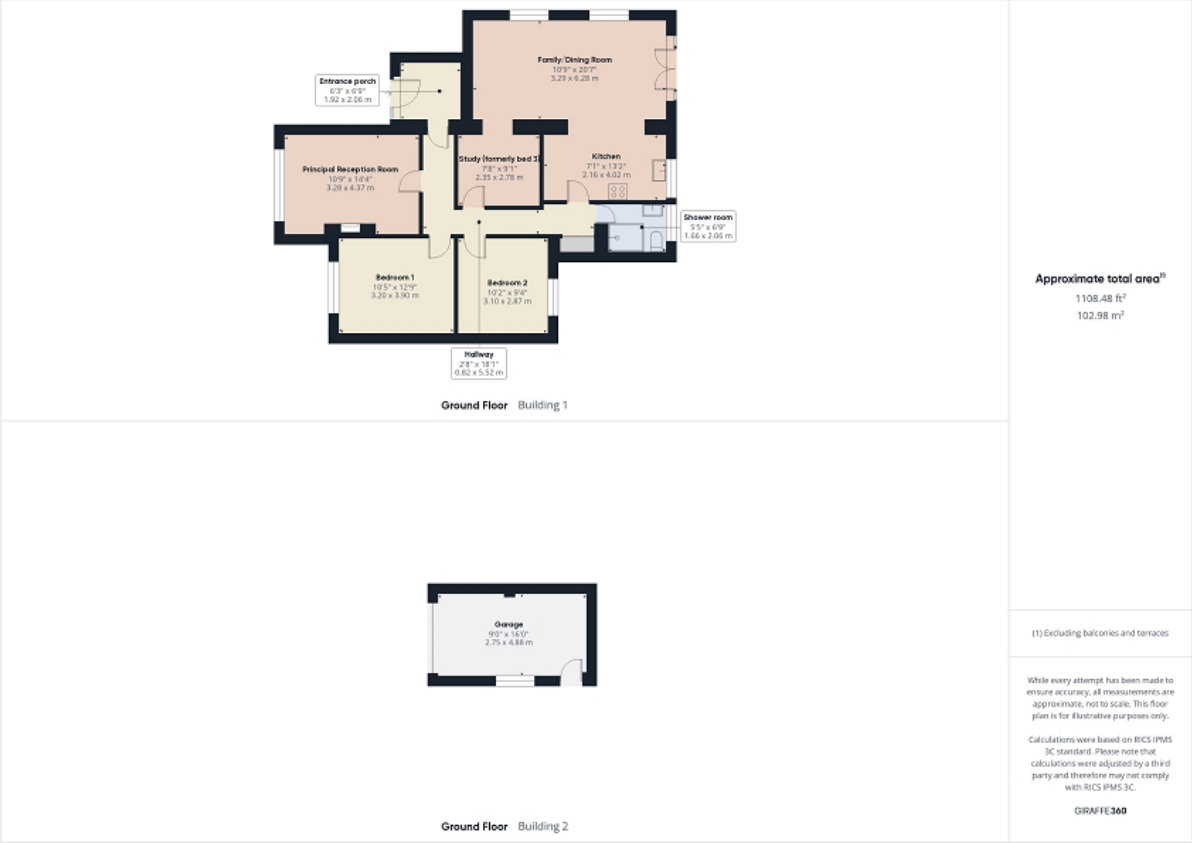 Family/Dining Room
10'9" x 20'7"
3.29 x 6.28 m
Entrance porch
6'3" x 6'9"
1.92 x 2.06 m
Principal Reception Room
10'9" x 14'4"
3.28 x 4.37 m
Study (formerly bed 3)
7'8" x 9'1"
2.35 x 2.78 m
Kitchen
7'1" x 13'2"
2.16 x 4.02 m
Shower room
5'5" x 6'9"
1.66 x 2.06 m
Bedroom 1
10'5" x 12'9"
3.20 x 3.90 m
Bedroom 2
10'2" x 9'4"
3.10 x 2.87 m
Hallway
2'8" x 18'1"
0.82 x 5.52 m
Ground Floor Building 1
Garage
9'0" x 16'0"
2.75 x 4.88 m
Ground Floor Building 2
Approximate total area⁽¹⁾
1108.48 ft²
102.98 m²
(1) Excluding balconies and terraces
While every attempt has been made to
ensure accuracy, all measurements are
approximate, not to scale. This floor
plan is for illustrative purposes only.
Calculations were based on RICS IPMS
3C standard. Please note that
calculations were adjusted by a third
party and therefore may not comply
with RICS IPMS 3C.
GIRAFFE360